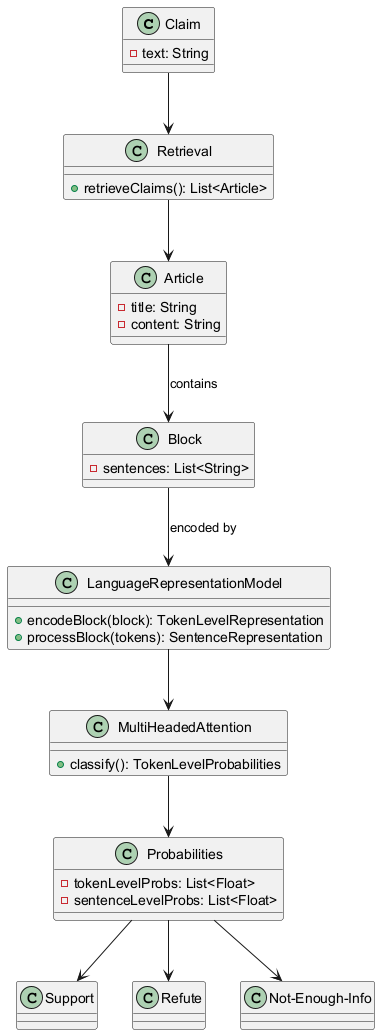 C Claim
text: String
C Retrieval
retrieveClaims(): List<Article>
C Article
title: String
content: String
contains
C Block
sentences: List<String>
encoded by
C LanguageRepresentationModel
encodeBlock(block): TokenLevelRepresentation
processBlock(tokens): SentenceRepresentation
C MultiHeadedAttention
classify(): TokenLevelProbabilities
C Probabilities
tokenLevelProbs: List<Float>
sentenceLevelProbs: List<Float>
C Support
C Refute
C Not-Enough-Info